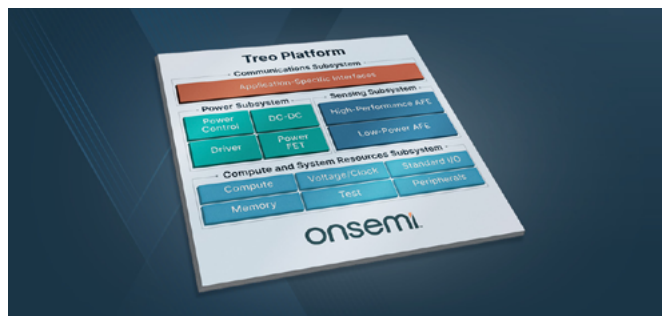 Treo Platform
Communications Subsystem
Application-Specific Interfaces
Power Subsystem
Sensing Subsystem
Power Control
DC-DC
High-Performance AFE
Driver
Power FET
Low-Power AFE
Compute and System Resources Subsystem
Compute
Voltage/Clock
Standard I/O
Memory
Test
Peripherals
onsemi